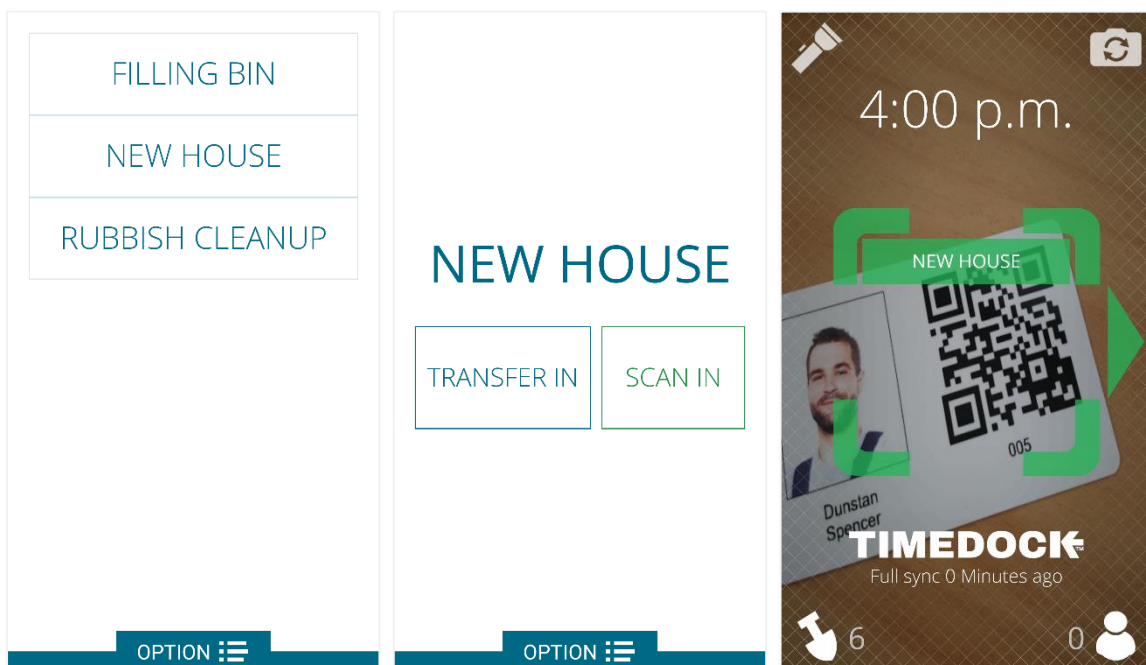 FILLING BIN
NEW HOUSE
RUBBISH CLEANUP
OPTION
NEW HOUSE
TRANSFER IN
SCAN IN
OPTION
4:00 p.m.
NEW HOUSE
005
Dunstan
Spencer
TIMEDOCK
Full sync 0 Minutes ago
6
0